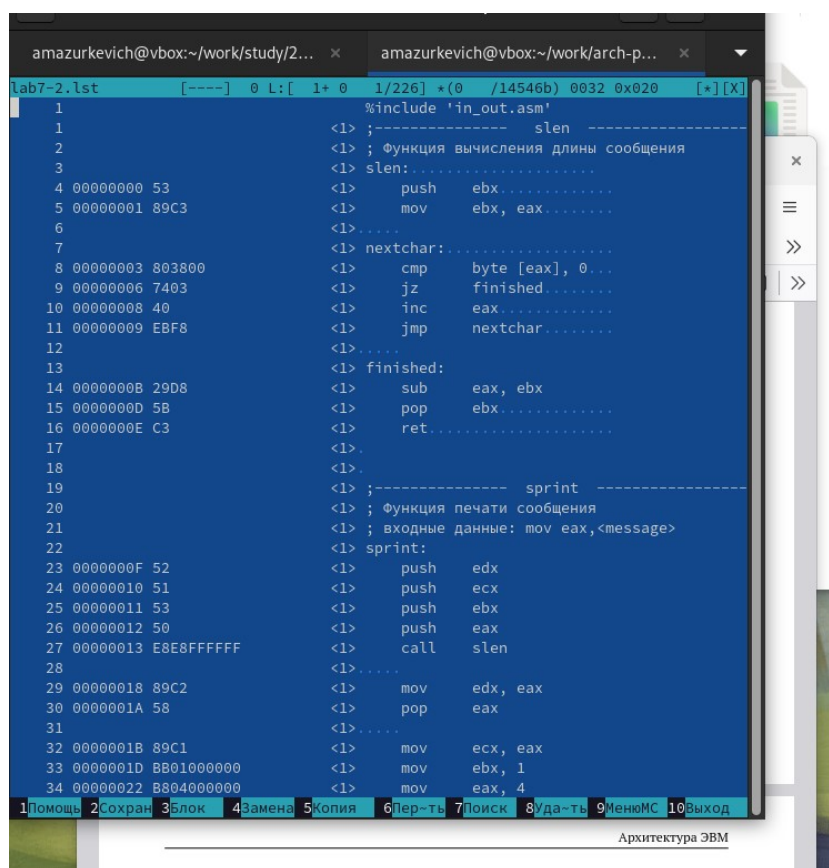 amazurkevich@vbox:~/work/study/2... × amazurkevich@vbox:~/work/arch-p... ×
lab7-2.lst [----] 0 L:[ 1+ 0 1/226] *(0 /14546b) 0032 0x020 [*][X]
1 %include 'in_out.asm'
1 <1> ;--------------- slen ------------------
2 <1> ; Функция вычисления длины сообщения
3 <1> slen:.....................
4 00000000 53 <1> push ebx.............
5 00000001 89C3 <1> mov ebx, eax........
6 <1>.....
7 <1> nextchar:...................
8 00000003 803800 <1> cmp byte [eax], 0...
9 00000006 7403 <1> jz finished........
10 00000008 40 <1> inc eax.............
11 00000009 EBF8 <1> jmp nextchar........
12 <1>.....
13 <1> finished:
14 0000000B 29D8 <1> sub eax, ebx
15 0000000D 5B <1> pop ebx.............
16 0000000E C3 <1> ret.....................
17 <1>.
18 <1>.
19 <1> ;--------------- sprint -----------------
20 <1> ; Функция печати сообщения
21 <1> ; входные данные: mov eax,<message>
22 <1> sprint:
23 0000000F 52 <1> push edx
24 00000010 51 <1> push ecx
25 00000011 53 <1> push ebx
26 00000012 50 <1> push eax
27 00000013 E8E8FFFFFF <1> call slen
28 <1>.....
29 00000018 89C2 <1> mov edx, eax
30 0000001A 58 <1> pop eax
31 <1>.....
32 0000001B 89C1 <1> mov ecx, eax
33 0000001D BB01000000 <1> mov ebx, 1
34 00000022 B804000000 <1> mov eax, 4
1Помощь 2Сохран 3Блок 4Замена 5Копия 6Пер~ть 7Поиск 8Уда~ть 9МенюМС 10Выход
Архитектура ЭВМ